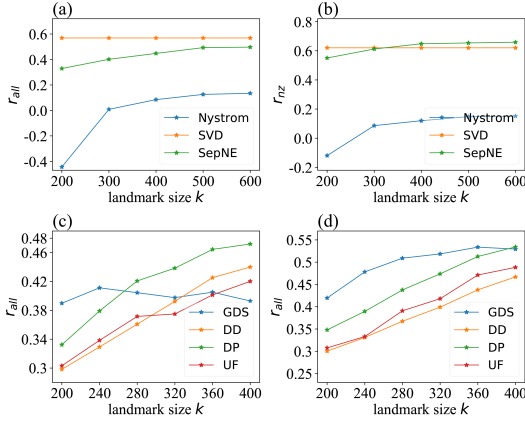 (a)
0.6
0.4
0.2
0.0
-0.2
-0.4
r_all
200 300 400 500 600
landmark size k
Nystrom
SVD
SepNE
(b)
0.8
0.6
0.4
0.2
0.0
-0.2
r_nz
200 300 400 500 600
landmark size k
Nystrom
SVD
SepNE
(c)
0.48
0.46
0.42
0.38
0.34
0.3
r_all
200 240 280 320 360 400
landmark size k
GDS
DD
DP
UF
(d)
0.55
0.5
0.45
0.4
0.35
0.3
0.25
r_all
200 240 280 320 360 400
landmark size k
GDS
DD
DP
UF